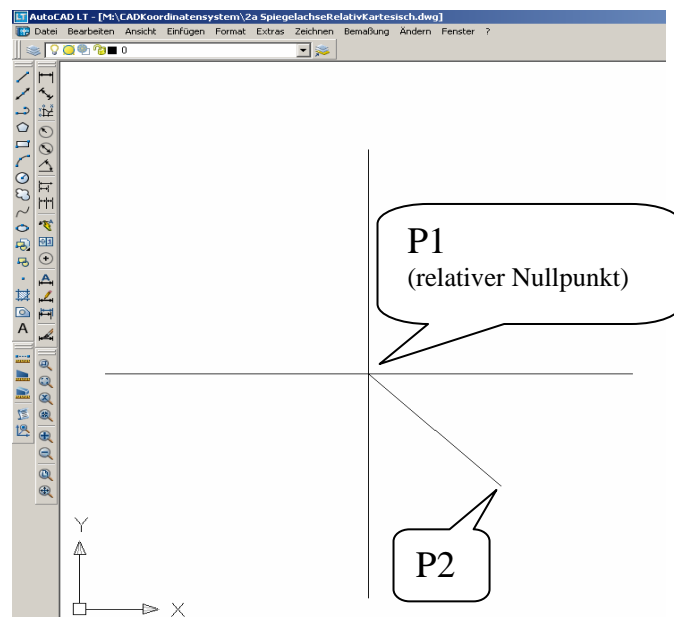 AutoCAD LT - [M:\CADKoordinatensystem\2a SpiegelachseRelativKartesisch.dwg]
Datei Bearbeiten Ansicht Einfügen Format Extras Zeichnen Bemaßung Ändern Fenster ?
0
P1
(relativer Nullpunkt)
P2
Y
X
A